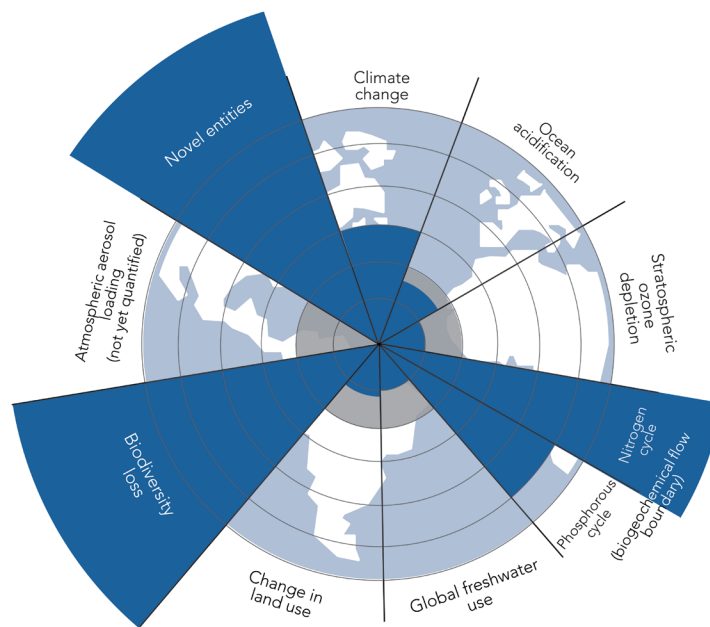 Climate
change
Ocean
acidification
Stratospheric
ozone
depletion
Nitrogen
cycle
(biogeochemical flow
boundary)
Phosphorous
cycle
Global freshwater
use
Change in
land use
Biodiversity
loss
Atmospheric aerosol
loading
(not yet quantified)
Novel entities